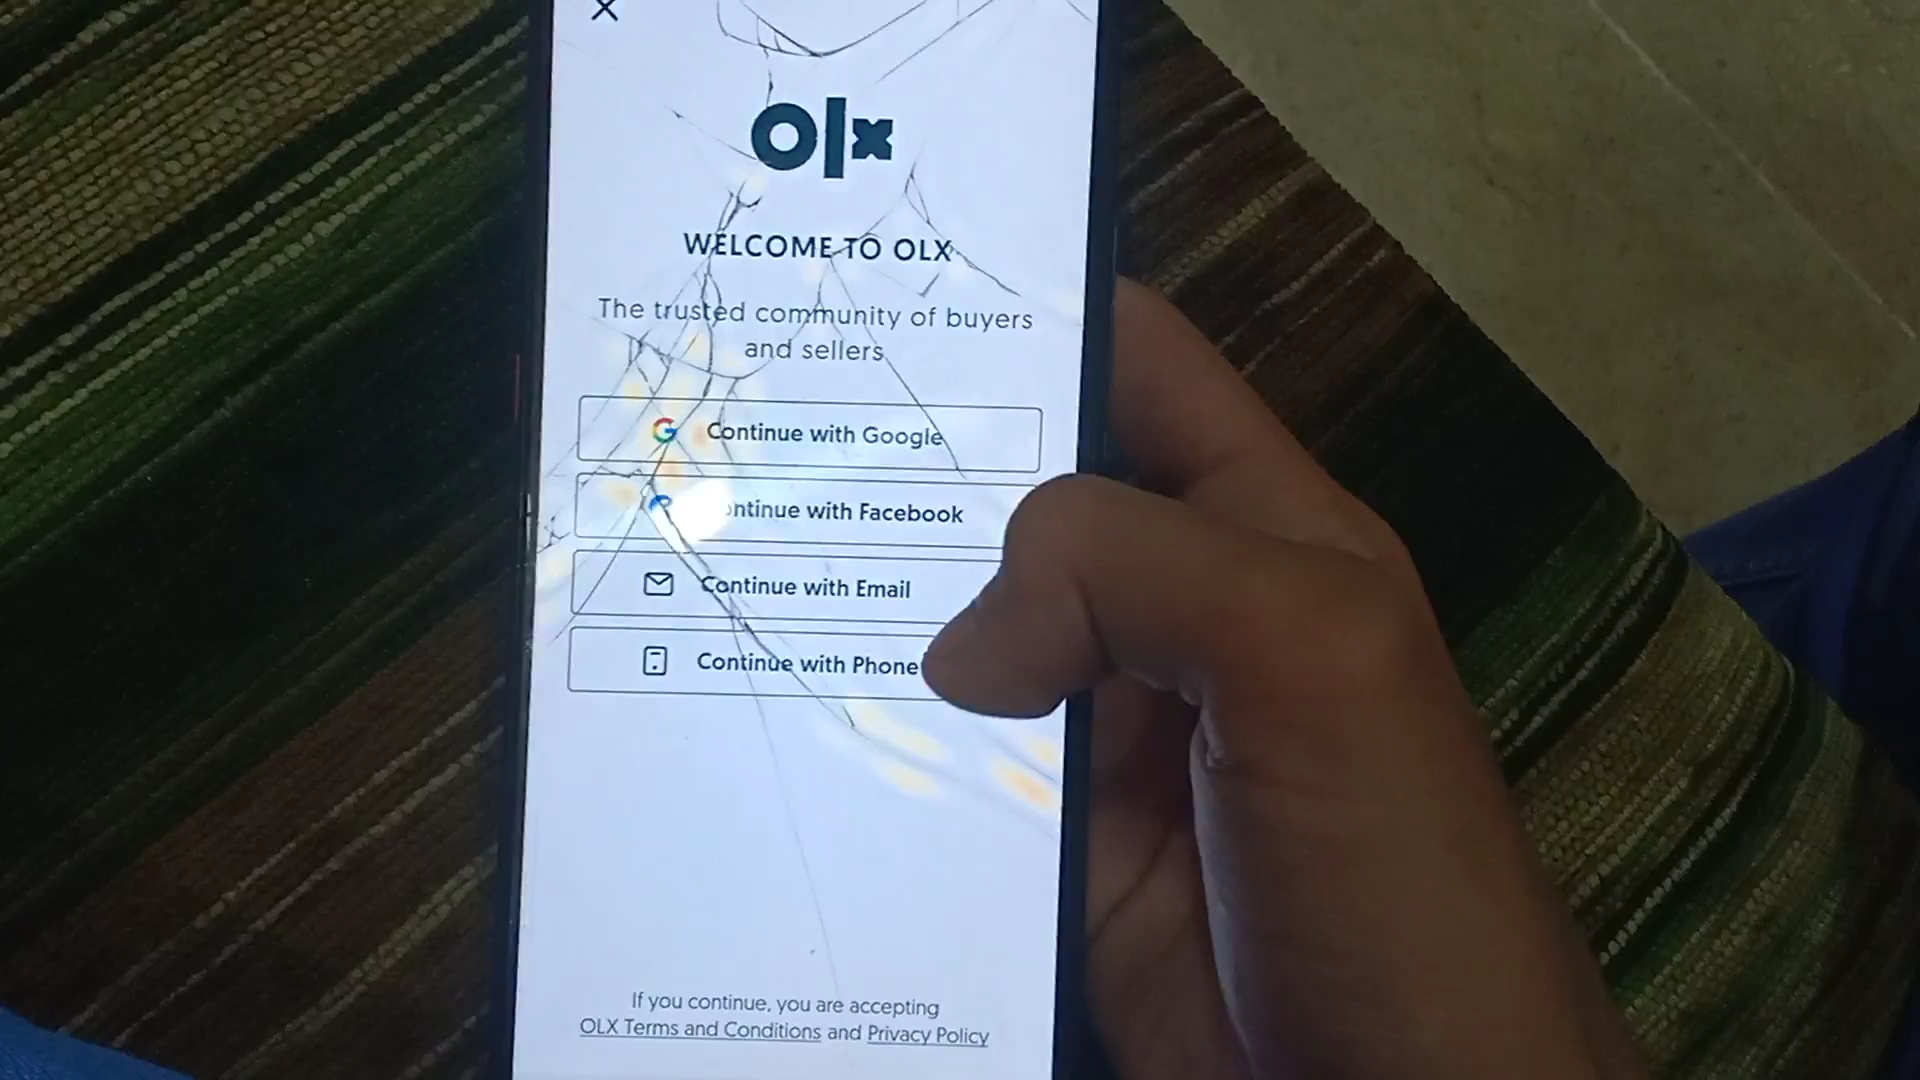 olx
WELCOME TO OLX
The trusted community of buyers
and sellers
Continue with Google
ontinue with Facebook
Continue with Email
Continue with Phone
If you continue, you are accepting
OLX Terms and Conditions and Privacy Policy